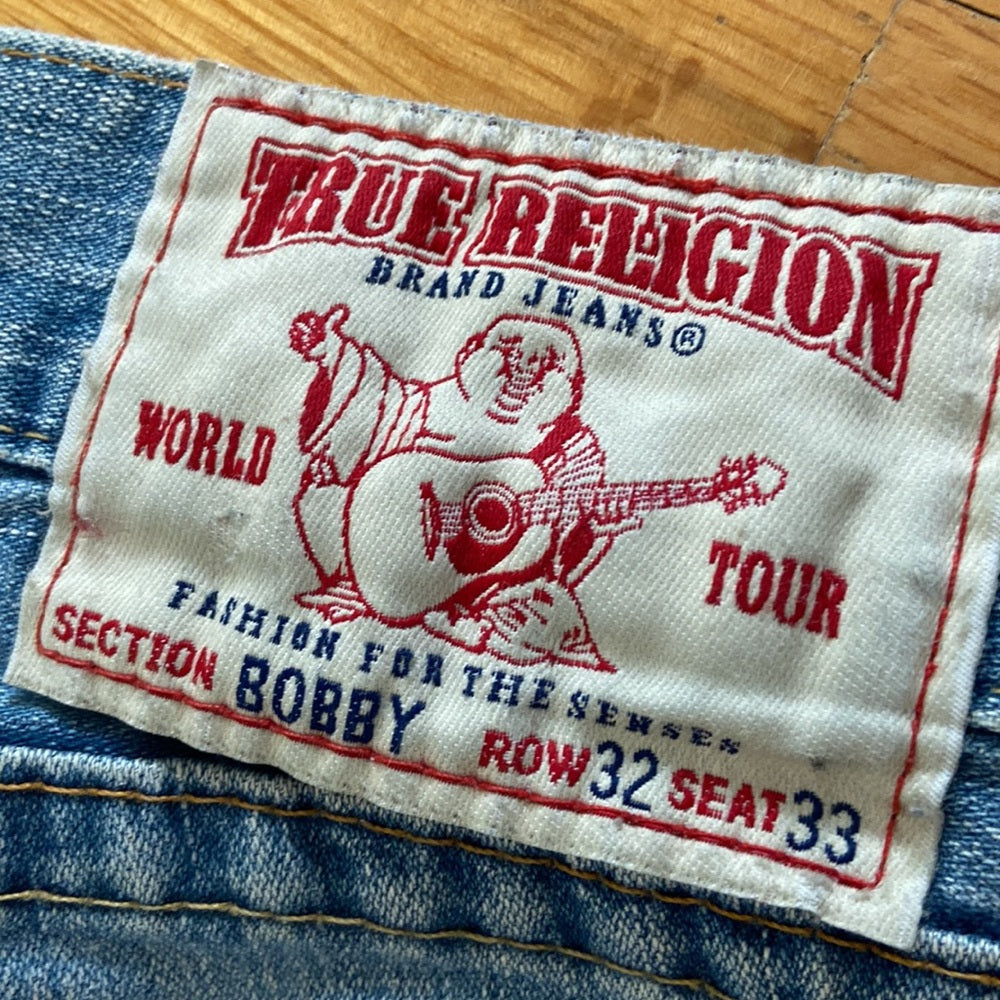 TRUE RELIGION
BRAND JEANS®
WORLD TOUR
FASHION FOR THE SENSES
SECTION BOBBY ROW 32 SEAT 33